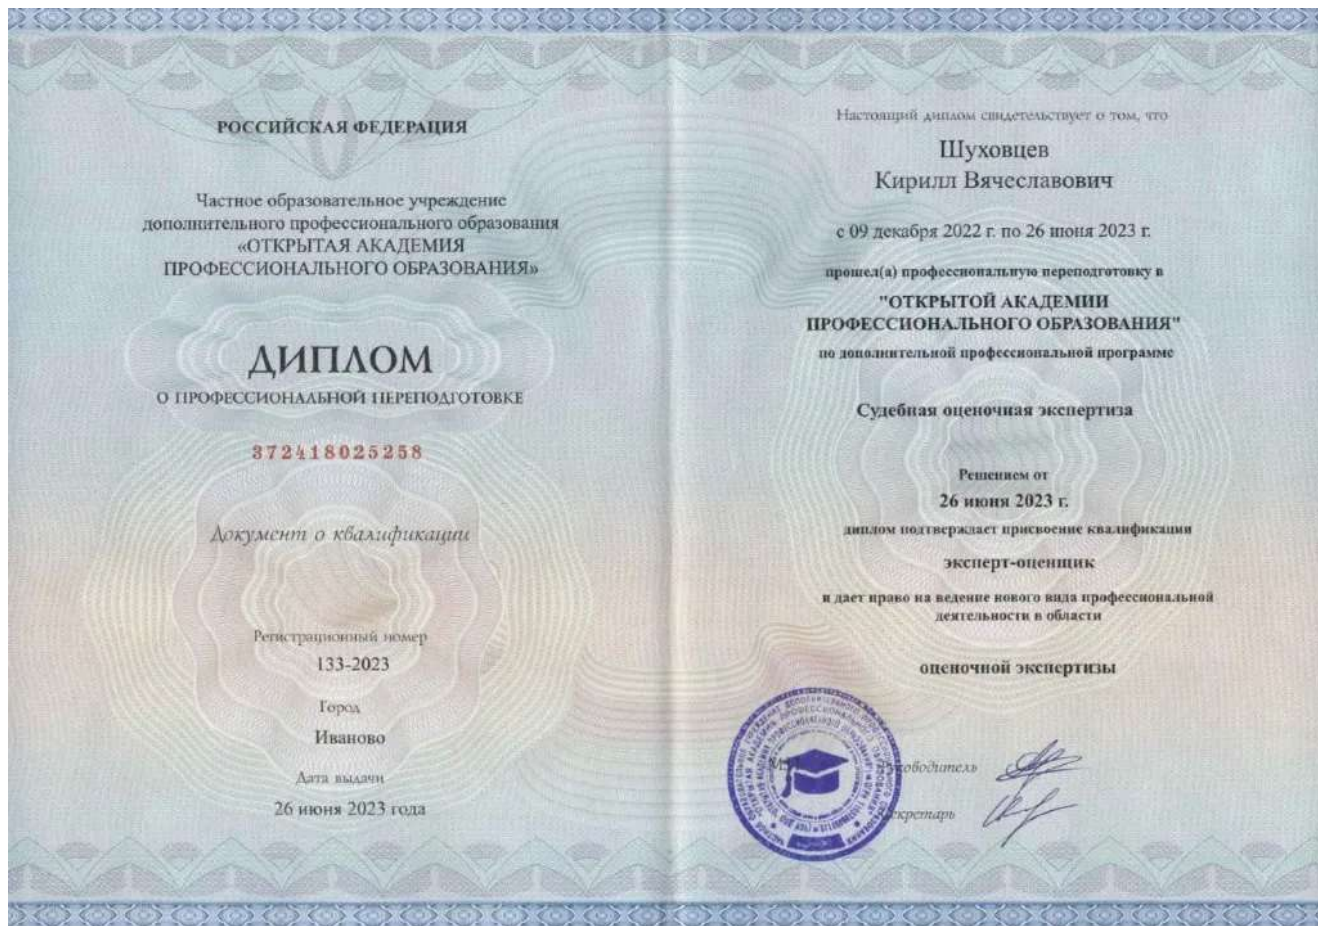 РОССИЙСКАЯ ФЕДЕРАЦИЯ
Частное образовательное учреждение
дополнительного профессионального образования
«ОТКРЫТАЯ АКАДЕМИЯ
ПРОФЕССИОНАЛЬНОГО ОБРАЗОВАНИЯ»
ДИПЛОМ
О ПРОФЕССИОНАЛЬНОЙ ПЕРЕПОДГОТОВКЕ
372418025258
Документ о квалификации
Регистрационный номер
133-2023
Город
Иваново
Дата выдачи
26 июня 2023 года
Настоящий диплом свидетельствует о том, что
Шуховцев
Кирилл Вячеславович
с 09 декабря 2022 г. по 26 июня 2023 г.
прошел(а) профессиональную переподготовку в
"ОТКРЫТОЙ АКАДЕМИИ
ПРОФЕССИОНАЛЬНОГО ОБРАЗОВАНИЯ"
по дополнительной профессиональной программе
Судебная оценочная экспертиза
Решением от
26 июня 2023 г.
диплом подтверждает присвоение квалификации
эксперт-оценщик
и дает право на ведение нового вида профессиональной
деятельности в области
оценочной экспертизы
Руководитель
Секретарь